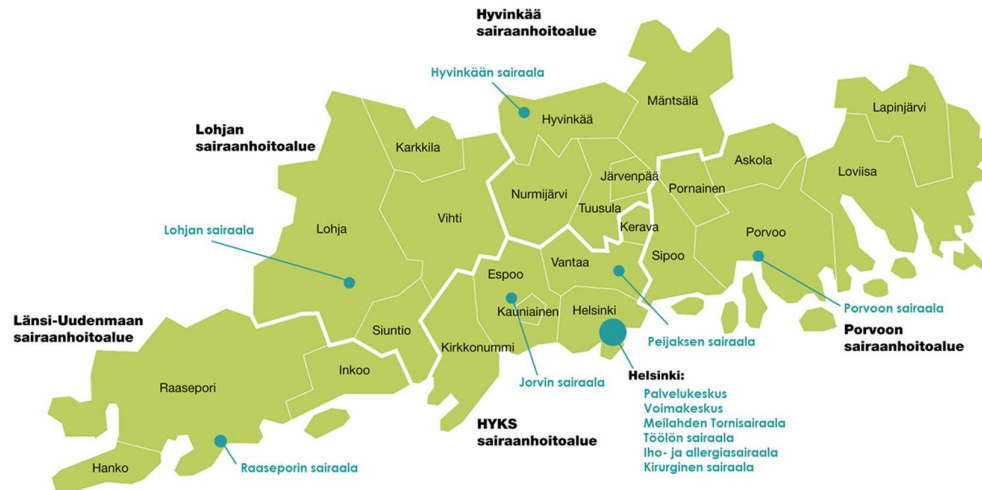 Hyvinkää
sairaanhoitoalue
Hyvinkään sairaala
Mäntsälä
Lapinjärvi
Hyvinkää
Lohjan
sairaanhoitoalue
Karkkila
Askola
Järvenpää
Pornainen
Loviisa
Nurmijärvi
Tuusula
Vihti
Kerava
Lohja
Porvoo
Lohjan sairaala
Sipoo
Vantaa
Espoo
Kauniainen
Helsinki
Porvoon sairaala
Länsi-Uudenmaan
sairaanhoitoalue
Siuntio
Porvoon
sairaanhoitoalue
Kirkkonummi
Peijaksen sairaala
Inkoo
Raasepori
Jorvin sairaala
Helsinki:
Palvelukeskus
Voimakeskus
Meilahden Tornisairaala
Töölön sairaala
Iho- ja allergiasairaala
Kirurginen sairaala
HYKS
sairaanhoitoalue
Hanko
Raaseporin sairaala